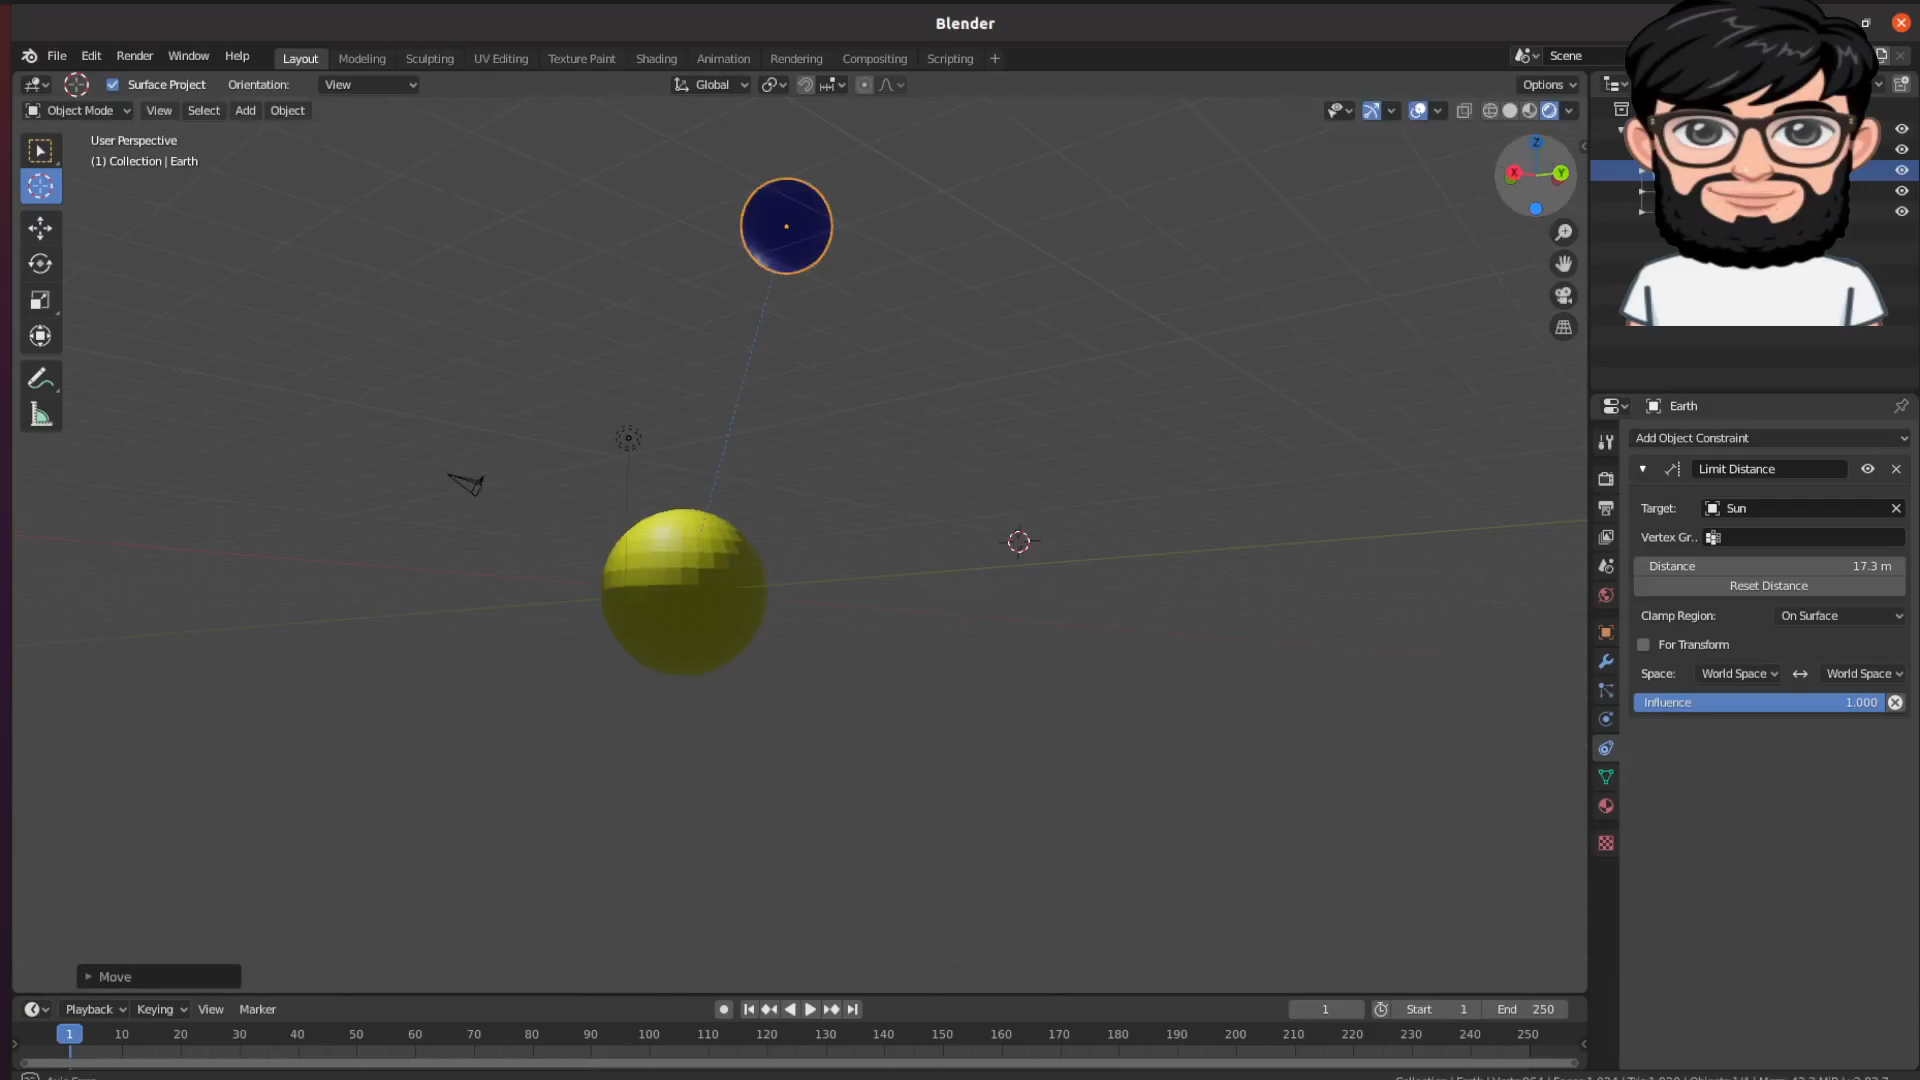 Blender
File Edit Render Window Help Layout Modeling Sculpting UV Editing Texture Paint Shading Animation Rendering Compositing Scripting + Scene
Surface Project Orientation: View Global Options
Object Mode View Select Add Object
User Perspective
(1) Collection | Earth
Z
X
Y
Earth
Add Object Constraint
Limit Distance
Target: Sun
Vertex Gr..
Distance 17.3 m
Reset Distance
Clamp Region: On Surface
For Transform
Space: World Space World Space
Influence 1.000
Move
Playback Keying View Marker 1 Start 1 End 250
1 10 20 30 40 50 60 70 80 90 100 110 120 130 140 150 160 170 180 190 200 210 220 230 240 250